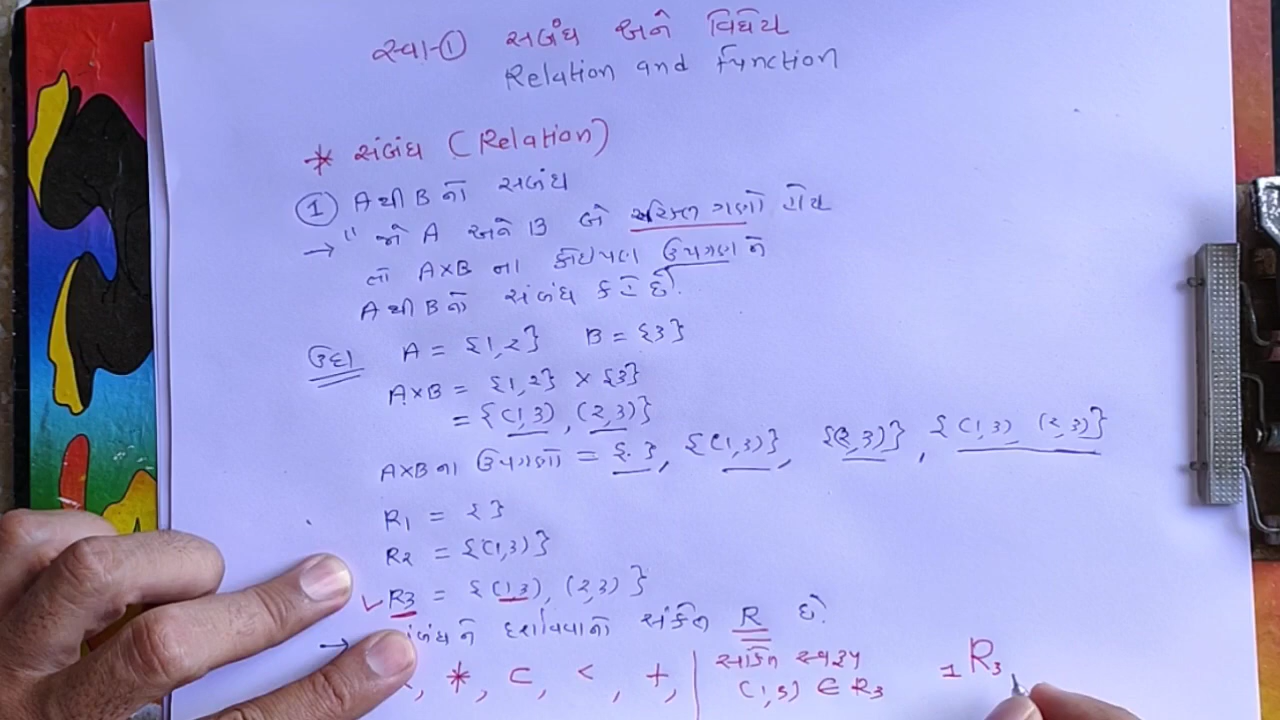 સ્વા-① સબંધ અને વિધેય
Relation and function
* સંબંધ (Relation)
① A થી B નો સબંધ
→ " જો A અને B બે અરિક્ત ગણો હોય
તો A×B ના કોઈપણ ઉપગણ ને
A થી B નો સંબંધ કહે છે.
ઉદા A = {1,2} B = {3}
A×B = {1,2} × {3}
= {(1,3), (2,3)}
A×B ના ઉપગણો = { }, {(1,3)}, {(2,3)}, {(1,3), (2,3)}
R1 = { }
R2 = {(1,3)}
✓ R3 = {(1,3), (2,3)}
→ સંબંધ ને દર્શાવવાનો સંકેત R છે.
, *, ⊂, <, +, | સંકેત સ્વરૂપ
(1,3) ∈ R3 1 R3